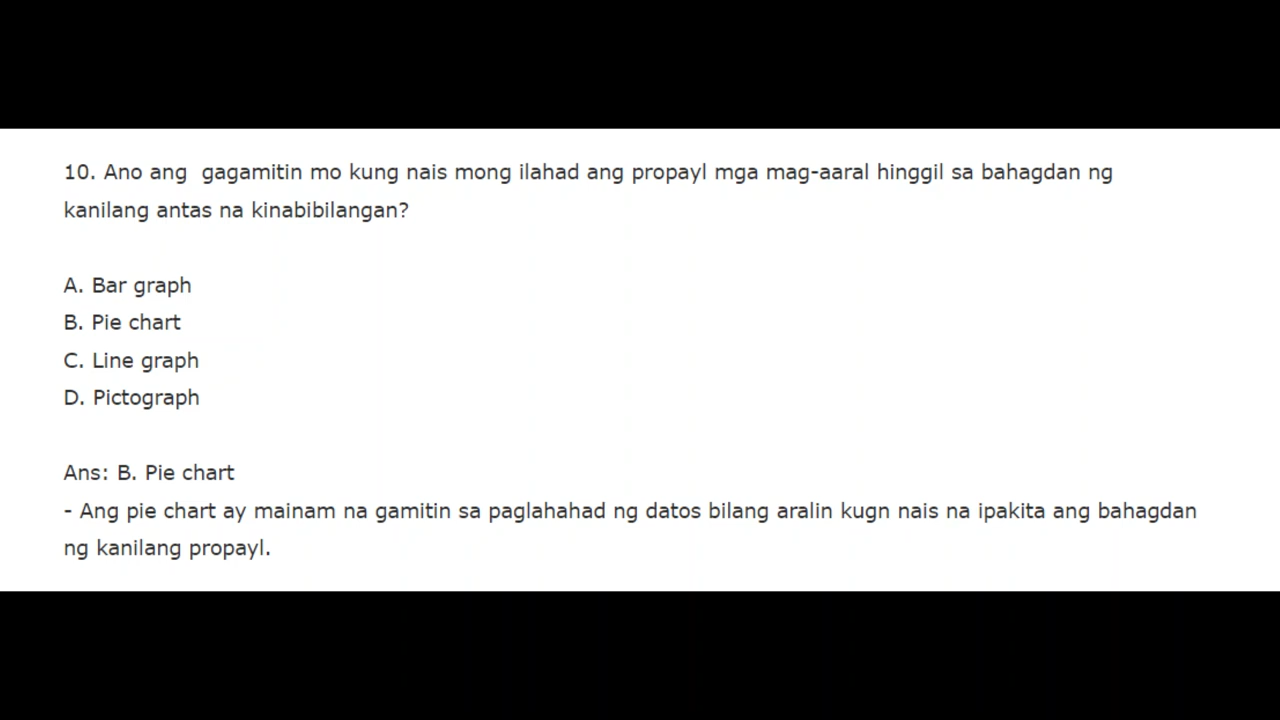 10. Ano ang  gagamitin mo kung nais mong ilahad ang propayl mga mag-aaral hinggil sa bahagdan ng
kanilang antas na kinabibilangan?
A. Bar graph
B. Pie chart
C. Line graph
D. Pictograph
Ans: B. Pie chart
- Ang pie chart ay mainam na gamitin sa paglahahad ng datos bilang aralin kugn nais na ipakita ang bahagdan
ng kanilang propayl.